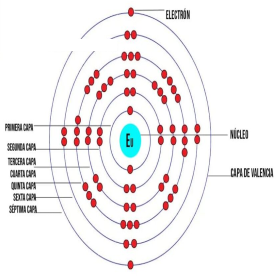 ELECTRÓN
PRIMERA CAPA
Eu
NÚCLEO
SEGUNDA CAPA
TERCERA CAPA
CAPA DE VALENCIA
CUARTA CAPA
QUINTA CAPA
SEXTA CAPA
SÉPTIMA CAPA